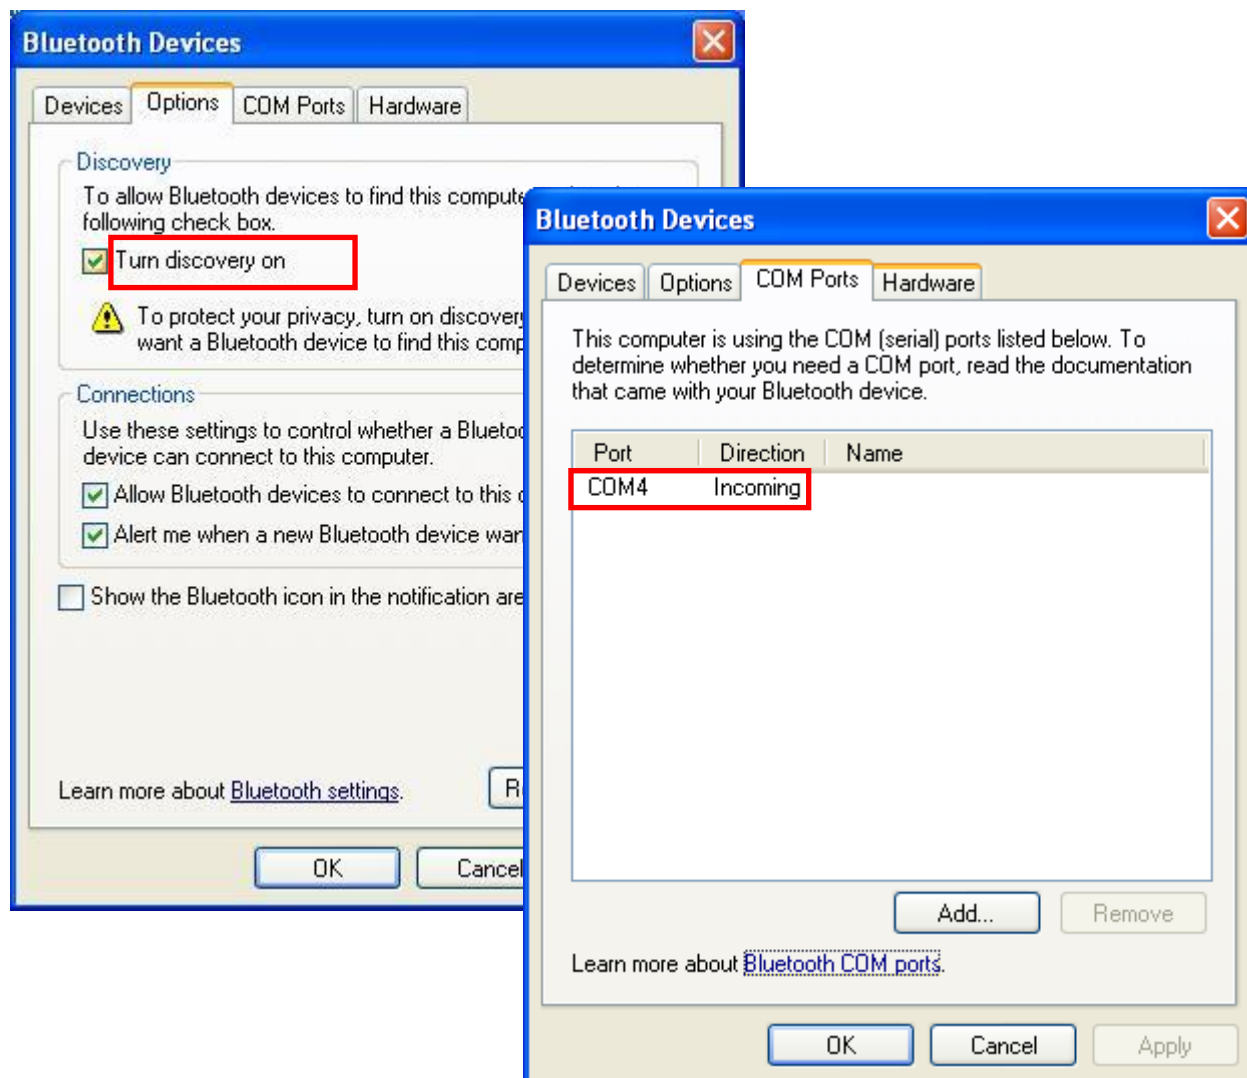 Bluetooth Devices
Devices Options COM Ports Hardware
Discovery
To allow Bluetooth devices to find this compute
following check box.
Turn discovery on
To protect your privacy, turn on discovery
want a Bluetooth device to find this comp
Connections
Use these settings to control whether a Bluetoo
device can connect to this computer.
Allow Bluetooth devices to connect to this
Alert me when a new Bluetooth device wan
Show the Bluetooth icon in the notification are
Learn more about Bluetooth settings.
OK Cancel
Bluetooth Devices
Devices Options COM Ports Hardware
This computer is using the COM (serial) ports listed below. To
determine whether you need a COM port, read the documentation
that came with your Bluetooth device.
Port Direction Name
COM4 Incoming
Add... Remove
Learn more about Bluetooth COM ports.
OK Cancel Apply